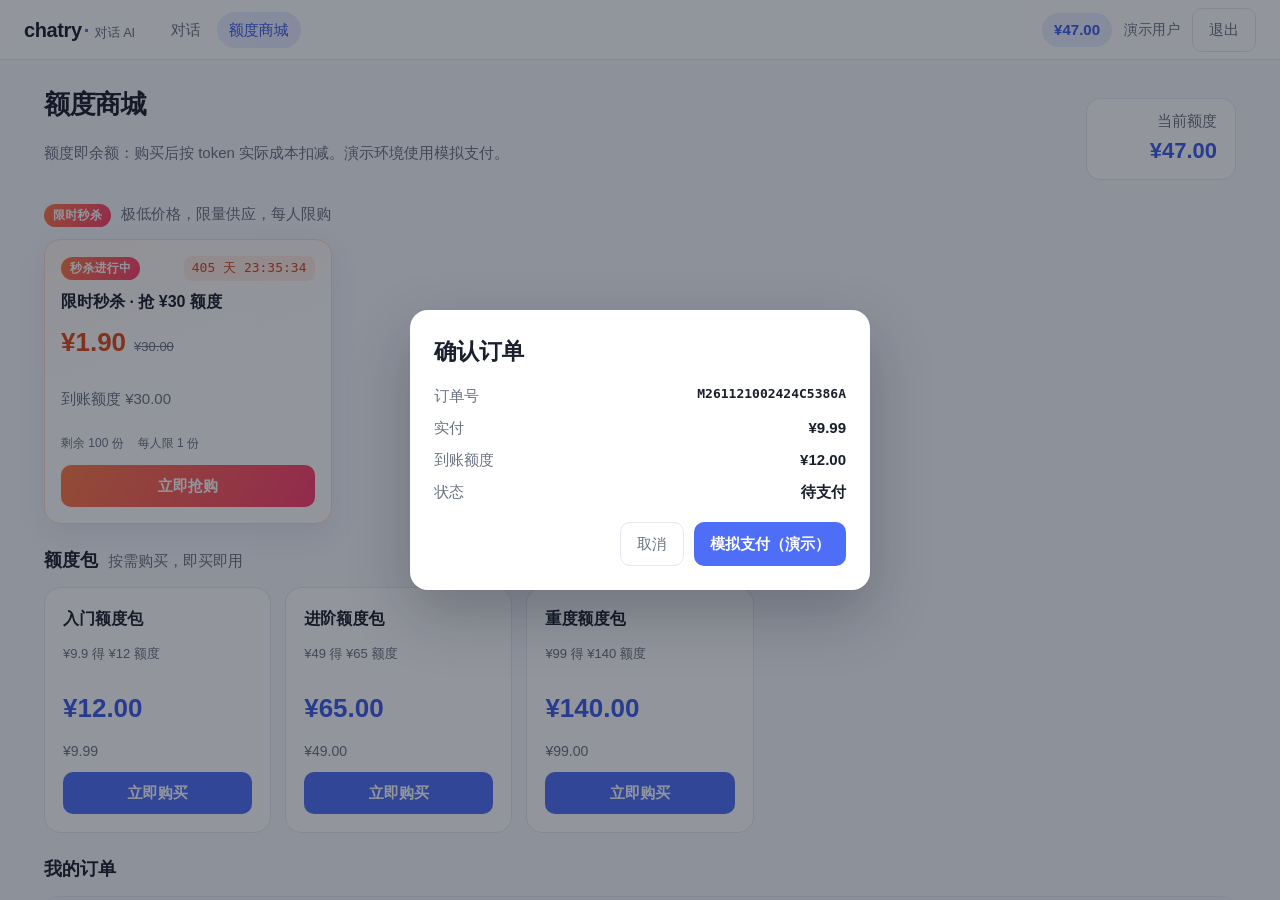 chatry· 对话 AI 对话 额度商城 ¥47.00 演示用户 退出
额度商城
额度即余额：购买后按 token 实际成本扣减。演示环境使用模拟支付。
当前额度
¥47.00
限时秒杀 极低价格，限量供应，每人限购
秒杀进行中 405 天 23:35:34
限时秒杀 · 抢 ¥30 额度
¥1.90 ¥30.00
到账额度 ¥30.00
剩余 100 份 每人限 1 份
立即抢购
确认订单
订单号 M261121002424C5386A
实付 ¥9.99
到账额度 ¥12.00
状态 待支付
取消 模拟支付（演示）
额度包 按需购买，即买即用
入门额度包
¥9.9 得 ¥12 额度
¥12.00
¥9.99
立即购买
进阶额度包
¥49 得 ¥65 额度
¥65.00
¥49.00
立即购买
重度额度包
¥99 得 ¥140 额度
¥140.00
¥99.00
立即购买
我的订单